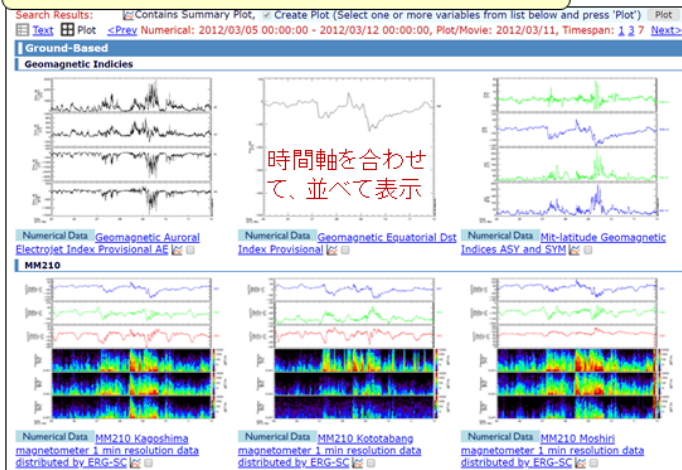 Search Results: Contains Summary Plot, Create Plot (Select one or more variables from list below and press 'Plot') Plot
Text Plot <Prev Numerical: 2012/03/05 00:00:00 - 2012/03/12 00:00:00, Plot/Movie: 2012/03/11, Timespan: 1 3 7 Next>
Ground-Based
Geomagnetic Indicies
時間軸を合わせ
て、並べて表示
Numerical Data Geomagnetic Auroral
Electrojet Index Provisional AE
Numerical Data Geomagnetic Equatorial Dst
Index Provisional
Numerical Data Mit-latitude Geomagnetic
Indices ASY and SYM
MM210
Numerical Data MM210 Kagoshima
magnetometer 1 min resolution data
distributed by ERG-SC
Numerical Data MM210 Kototabang
magnetometer 1 min resolution data
distributed by ERG-SC
Numerical Data MM210 Moshiri
magnetometer 1 min resolution data
distributed by ERG-SC